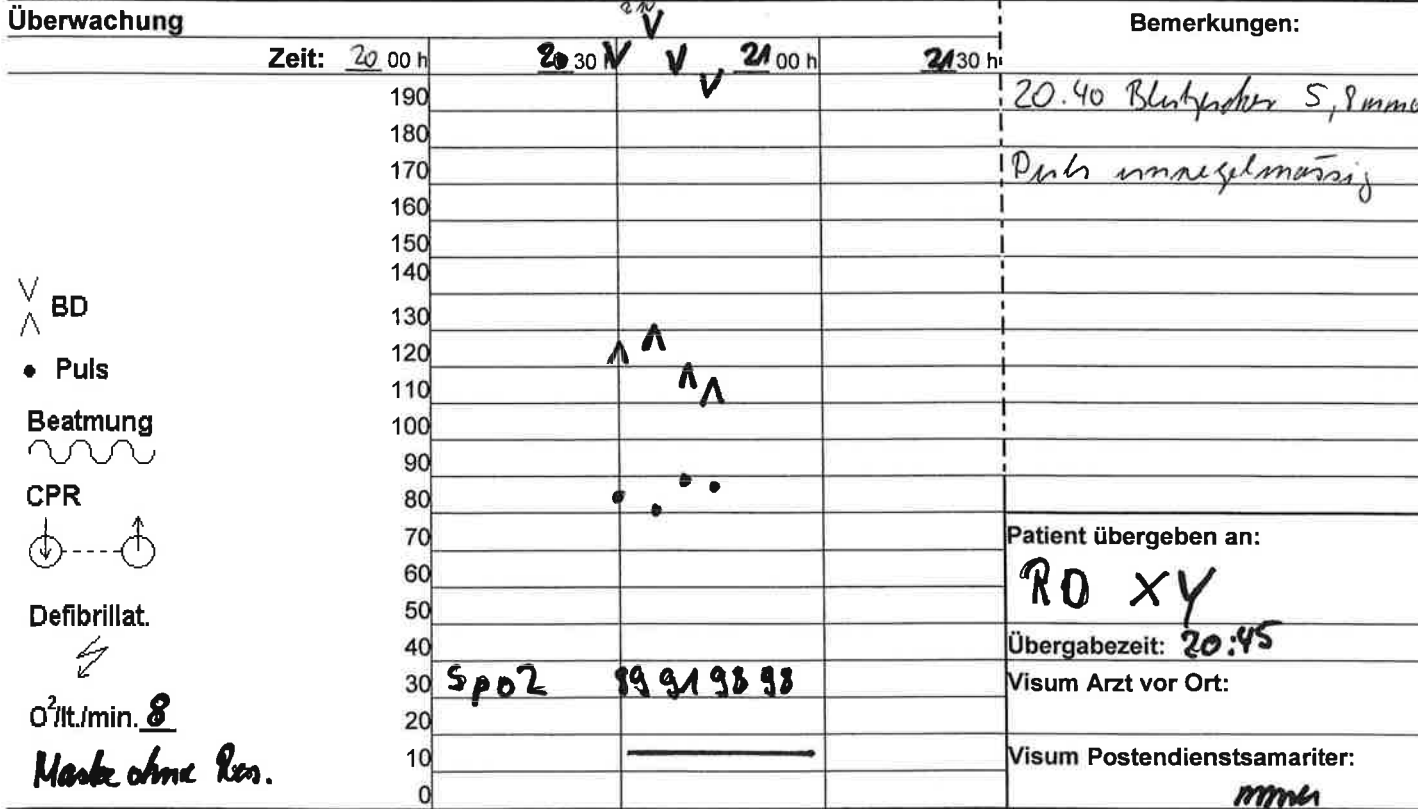 Überwachung
Bemerkungen:
Zeit: 20 00 h 20 30 21 00 h 21 30 h
190
20.40 Blutzucker 5,8 mmo
180
170
Puls unregelmässig
160
150
140
130
BD
120
Puls
110
Beatmung
100
90
CPR
80
70
Patient übergeben an:
60
RD XY
50
Defibrillat.
Übergabezeit: 20:45
40
30
Spo2 89 91 98 98
Visum Arzt vor Ort:
O²/lt./min. 8
20
10
Maske ohne Res.
Visum Postendienstsamariter:
0